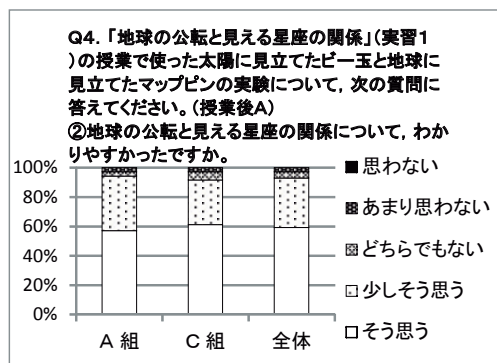 Q4．「地球の公転と見える星座の関係」（実習1
）の授業で使った太陽に見立てたビー玉と地球に
見立てたマップピンの実験について，次の質問に
答えてください。（授業後A）
②地球の公転と見える星座の関係について，わか
りやすかったですか。
100%
80%
60%
40%
20%
0%
A 組
C 組
全体
思わない
あまり思わない
どちらでもない
少しそう思う
そう思う